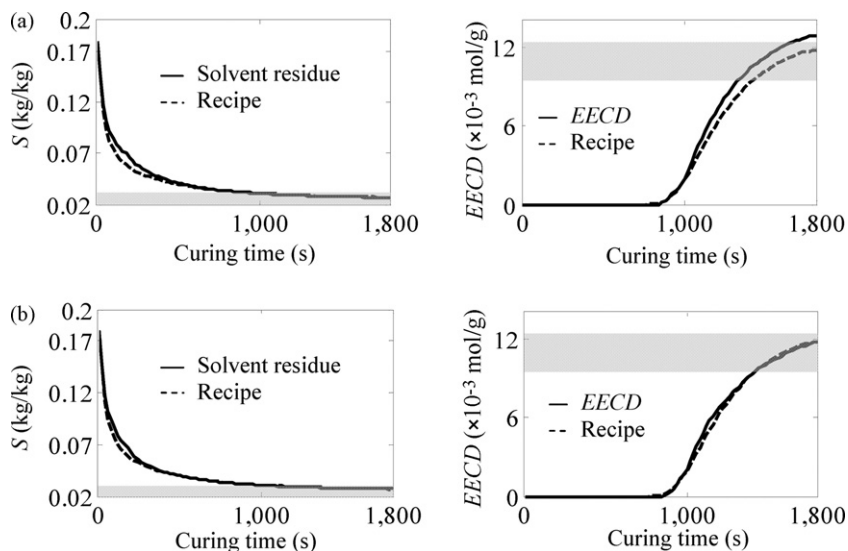 (a)
0.2
0.17
0.12
0.07
0.02
S (kg/kg)
Solvent residue
Recipe
0
1,000
1,800
Curing time (s)
12
6
0
EECD (×10⁻³ mol/g)
EECD
Recipe
0
1,000
1,800
Curing time (s)
(b)
0.2
0.17
0.12
0.07
0.02
S (kg/kg)
Solvent residue
Recipe
0
1,000
1,800
Curing time (s)
12
6
0
EECD (×10⁻³ mol/g)
EECD
Recipe
0
1,000
1,800
Curing time (s)